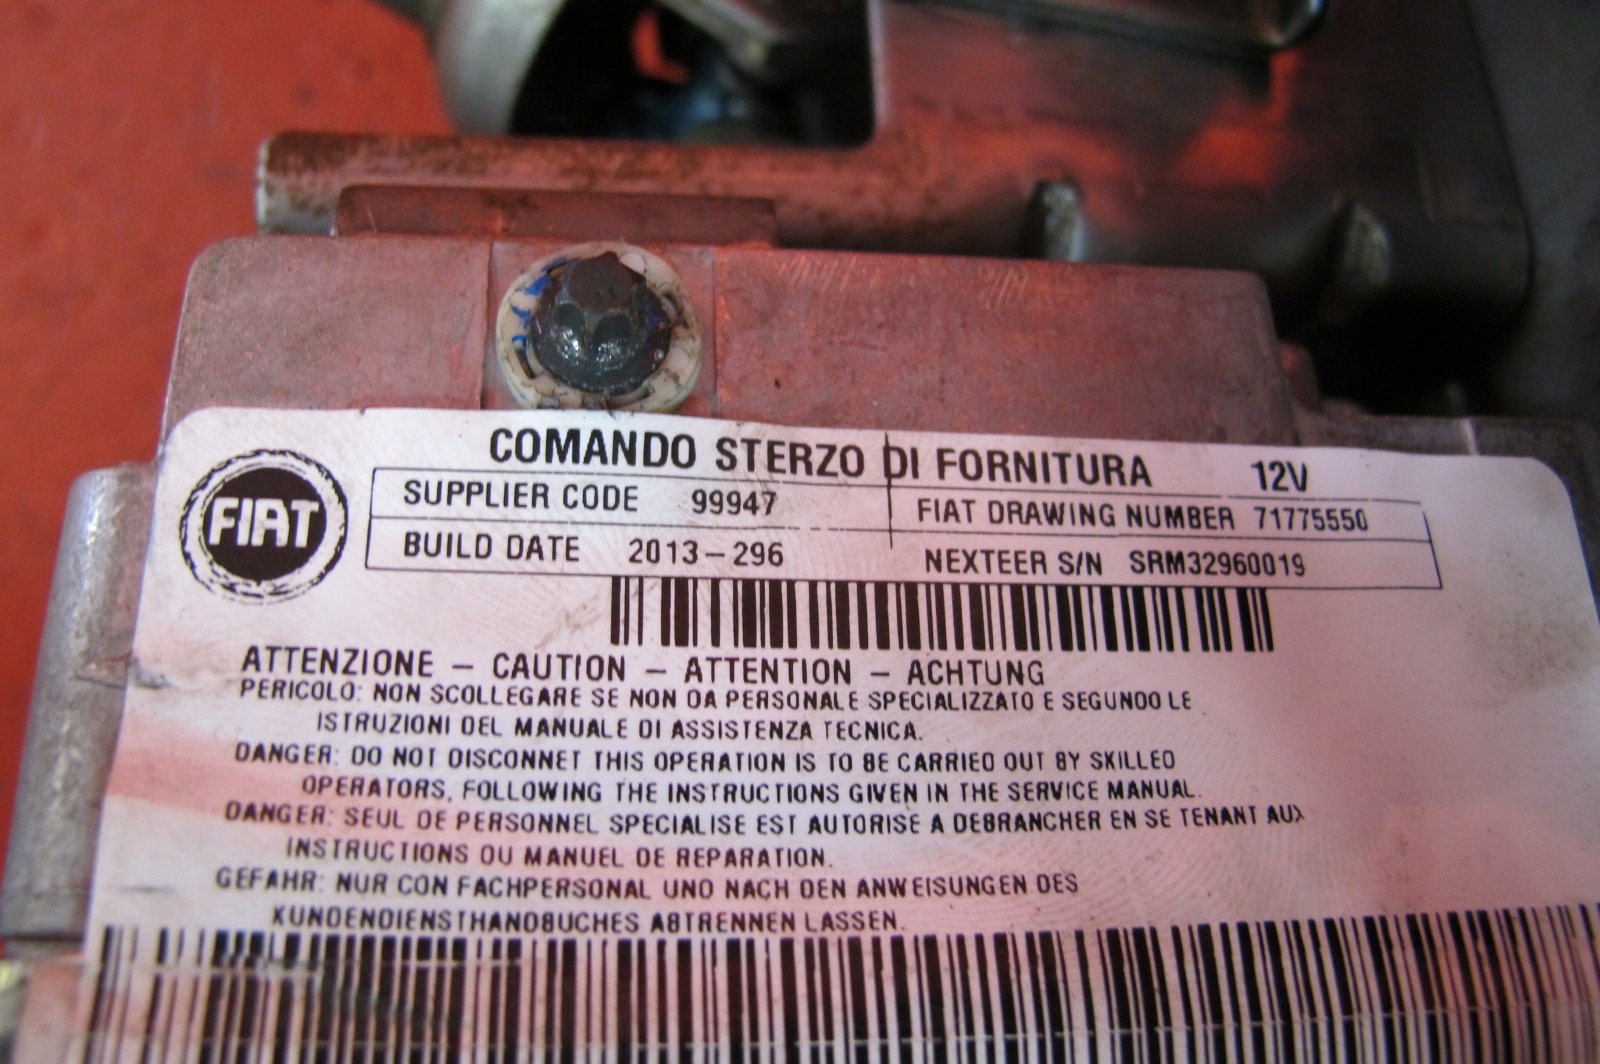 COMANDO STERZO DI FORNITURA 12V
FIAT
SUPPLIER CODE 99947 FIAT DRAWING NUMBER 71775550
BUILD DATE 2013-296 NEXTEER S/N SRM32960019
ATTENZIONE - CAUTION - ATTENTION - ACHTUNG
PERICOLO: NON SCOLLEGARE SE NON DA PERSONALE SPECIALIZZATO E SEGUNDO LE
ISTRUZIONI DEL MANUALE DI ASSISTENZA TECNICA.
DANGER: DO NOT DISCONNET THIS OPERATION IS TO BE CARRIED OUT BY SKILLED
OPERATORS, FOLLOWING THE INSTRUCTIONS GIVEN IN THE SERVICE MANUAL.
DANGER: SEUL DE PERSONNEL SPECIALISE EST AUTORISE A DEBRANCHER EN SE TENANT AUX
INSTRUCTIONS OU MANUEL DE REPARATION.
GEFAHR: NUR CON FACHPERSONAL UND NACH DEN ANWEISUNGEN DES
KUNDENDIENSTHANDBUCHES ABTRENNEN LASSEN.